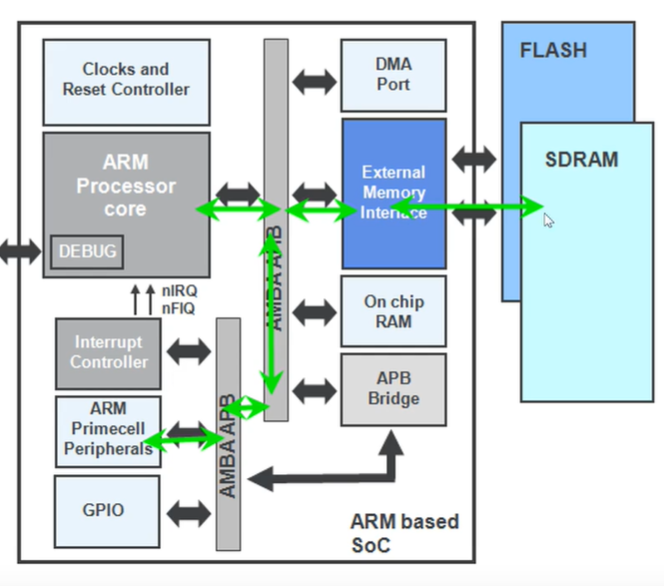 Clocks and
Reset Controller
ARM
Processor
core
DEBUG
nIRQ
nFIQ
Interrupt
Controller
ARM
Primecell
Peripherals
GPIO
AMBA APB
AMBA
DMA
Port
External
Memory
Interface
On chip
RAM
APB
Bridge
ARM based
SoC
FLASH
SDRAM